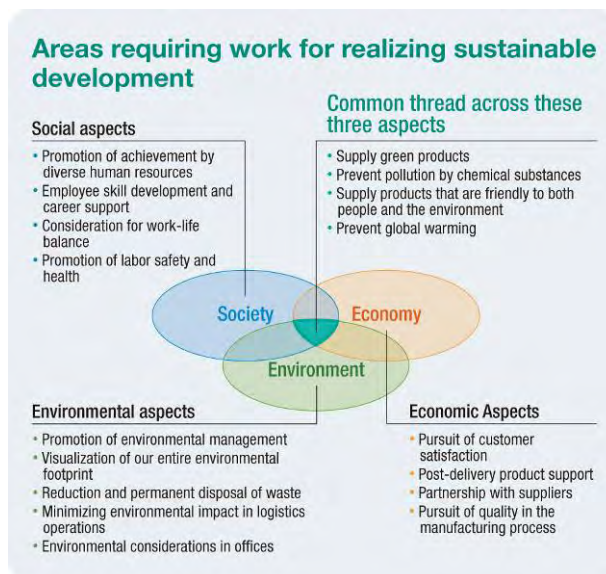 Areas requiring work for realizing sustainable
development
Social aspects
• Promotion of achievement by
diverse human resources
• Employee skill development and
career support
• Consideration for work-life
balance
• Promotion of labor safety and
health
Common thread across these
three aspects
• Supply green products
• Prevent pollution by chemical substances
• Supply products that are friendly to both
people and the environment
• Prevent global warming
Society
Economy
Environment
Environmental aspects
• Promotion of environmental management
• Visualization of our entire environmental
footprint
• Reduction and permanent disposal of waste
• Minimizing environmental impact in logistics
operations
• Environmental considerations in offices
Economic Aspects
• Pursuit of customer
satisfaction
• Post-delivery product support
• Partnership with suppliers
• Pursuit of quality in the
manufacturing process